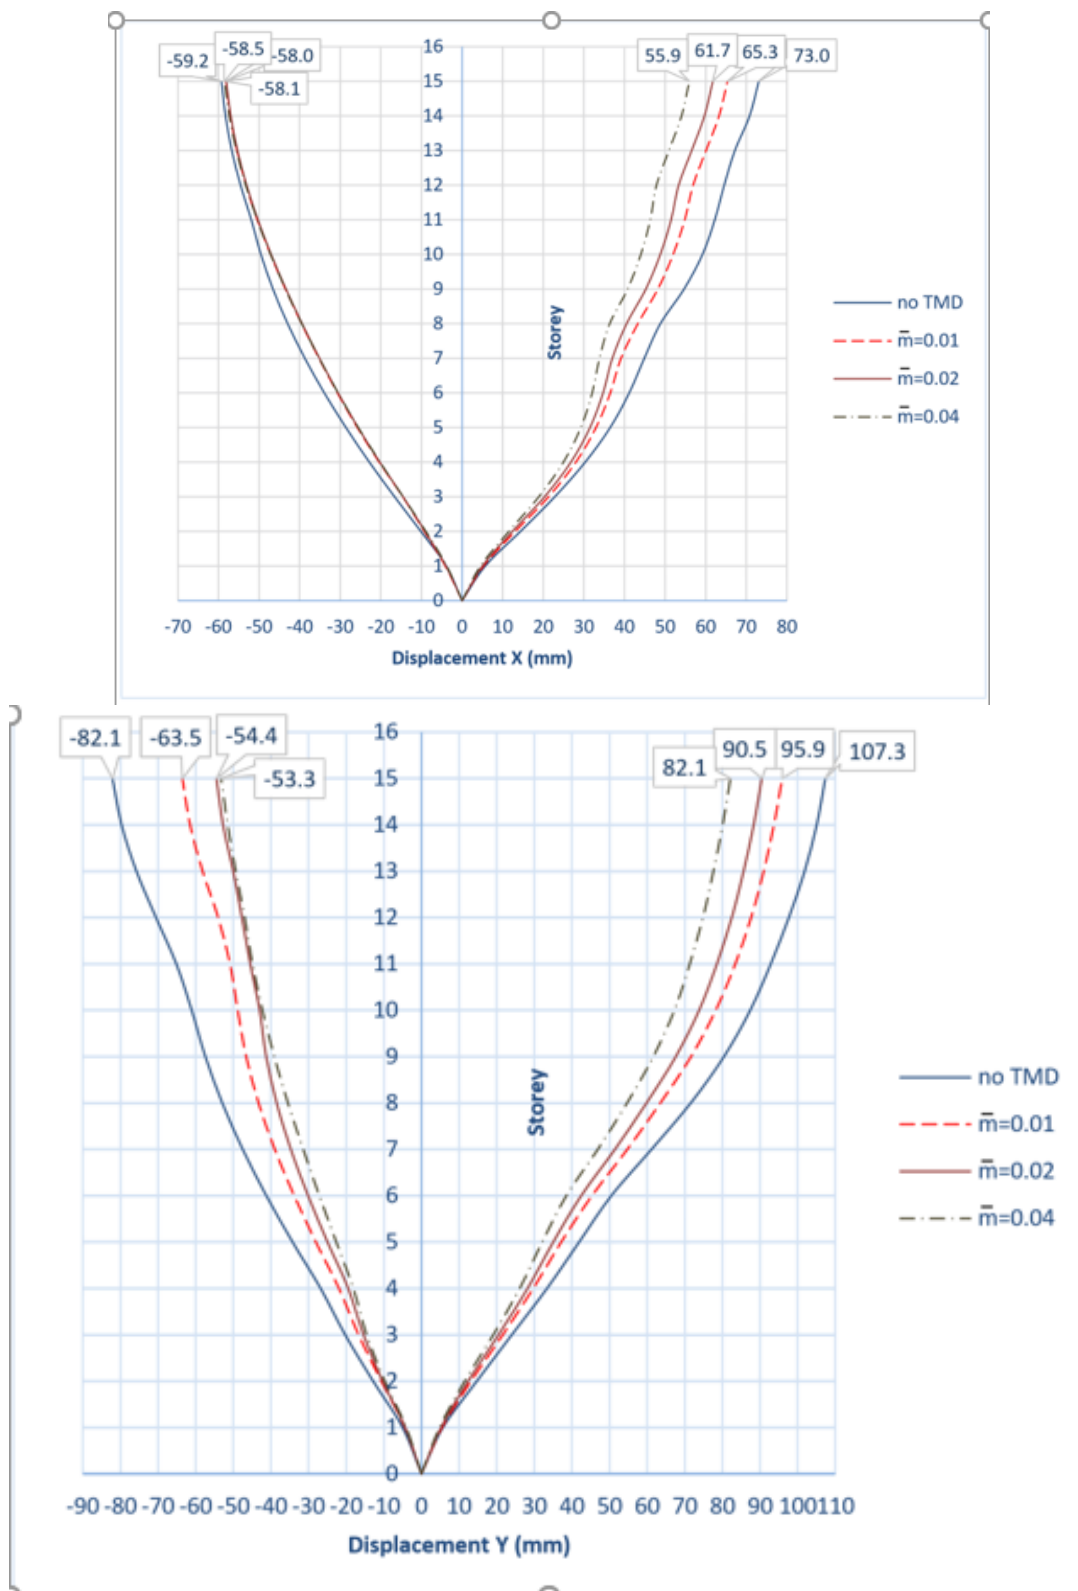 -59.2 -58.5 -58.0 -58.1
55.9 61.7 65.3 73.0
16
15
14
13
12
11
10
9
8
7
6
5
4
3
2
1
0
Storey
-70 -60 -50 -40 -30 -20 -10 0 10 20 30 40 50 60 70 80
Displacement X (mm)
no TMD
m̅=0.01
m̅=0.02
m̅=0.04
-82.1 -63.5 -54.4 -53.3
82.1 90.5 95.9 107.3
16
15
14
13
12
11
10
9
8
7
6
5
4
3
2
1
0
Storey
-90 -80 -70 -60 -50 -40 -30 -20 -10 0 10 20 30 40 50 60 70 80 90 100 110
Displacement Y (mm)
no TMD
m̅=0.01
m̅=0.02
m̅=0.04